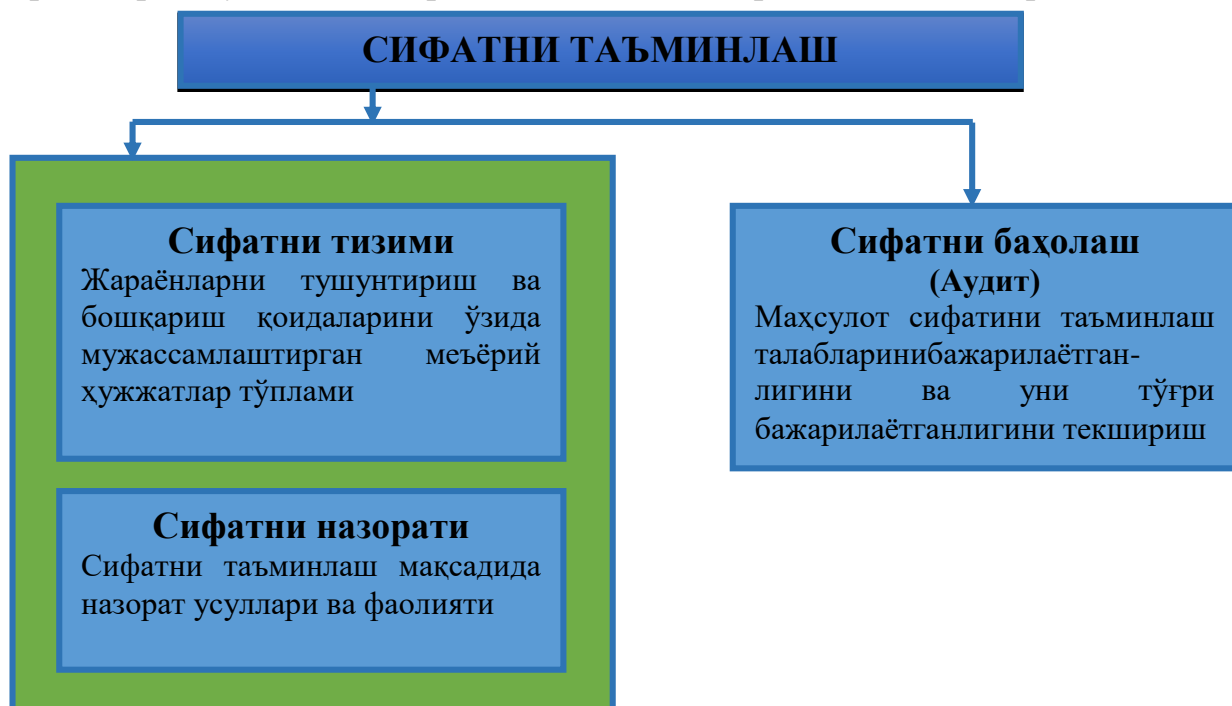 СИФАТНИ ТАЪМИНЛАШ
Сифатни тизими
Жараёнларни тушунтириш ва
бошқариш қоидаларини ўзида
мужассамлаштирган меъёрий
ҳужжатлар тўплами
Сифатни назорати
Сифатни таъминлаш мақсадида
назорат усуллари ва фаолияти
Сифатни баҳолаш
(Аудит)
Маҳсулот сифатини таъминлаш
талабларинибажарилаётган-
лигини ва уни тўғри
бажарилаётганлигини текшириш